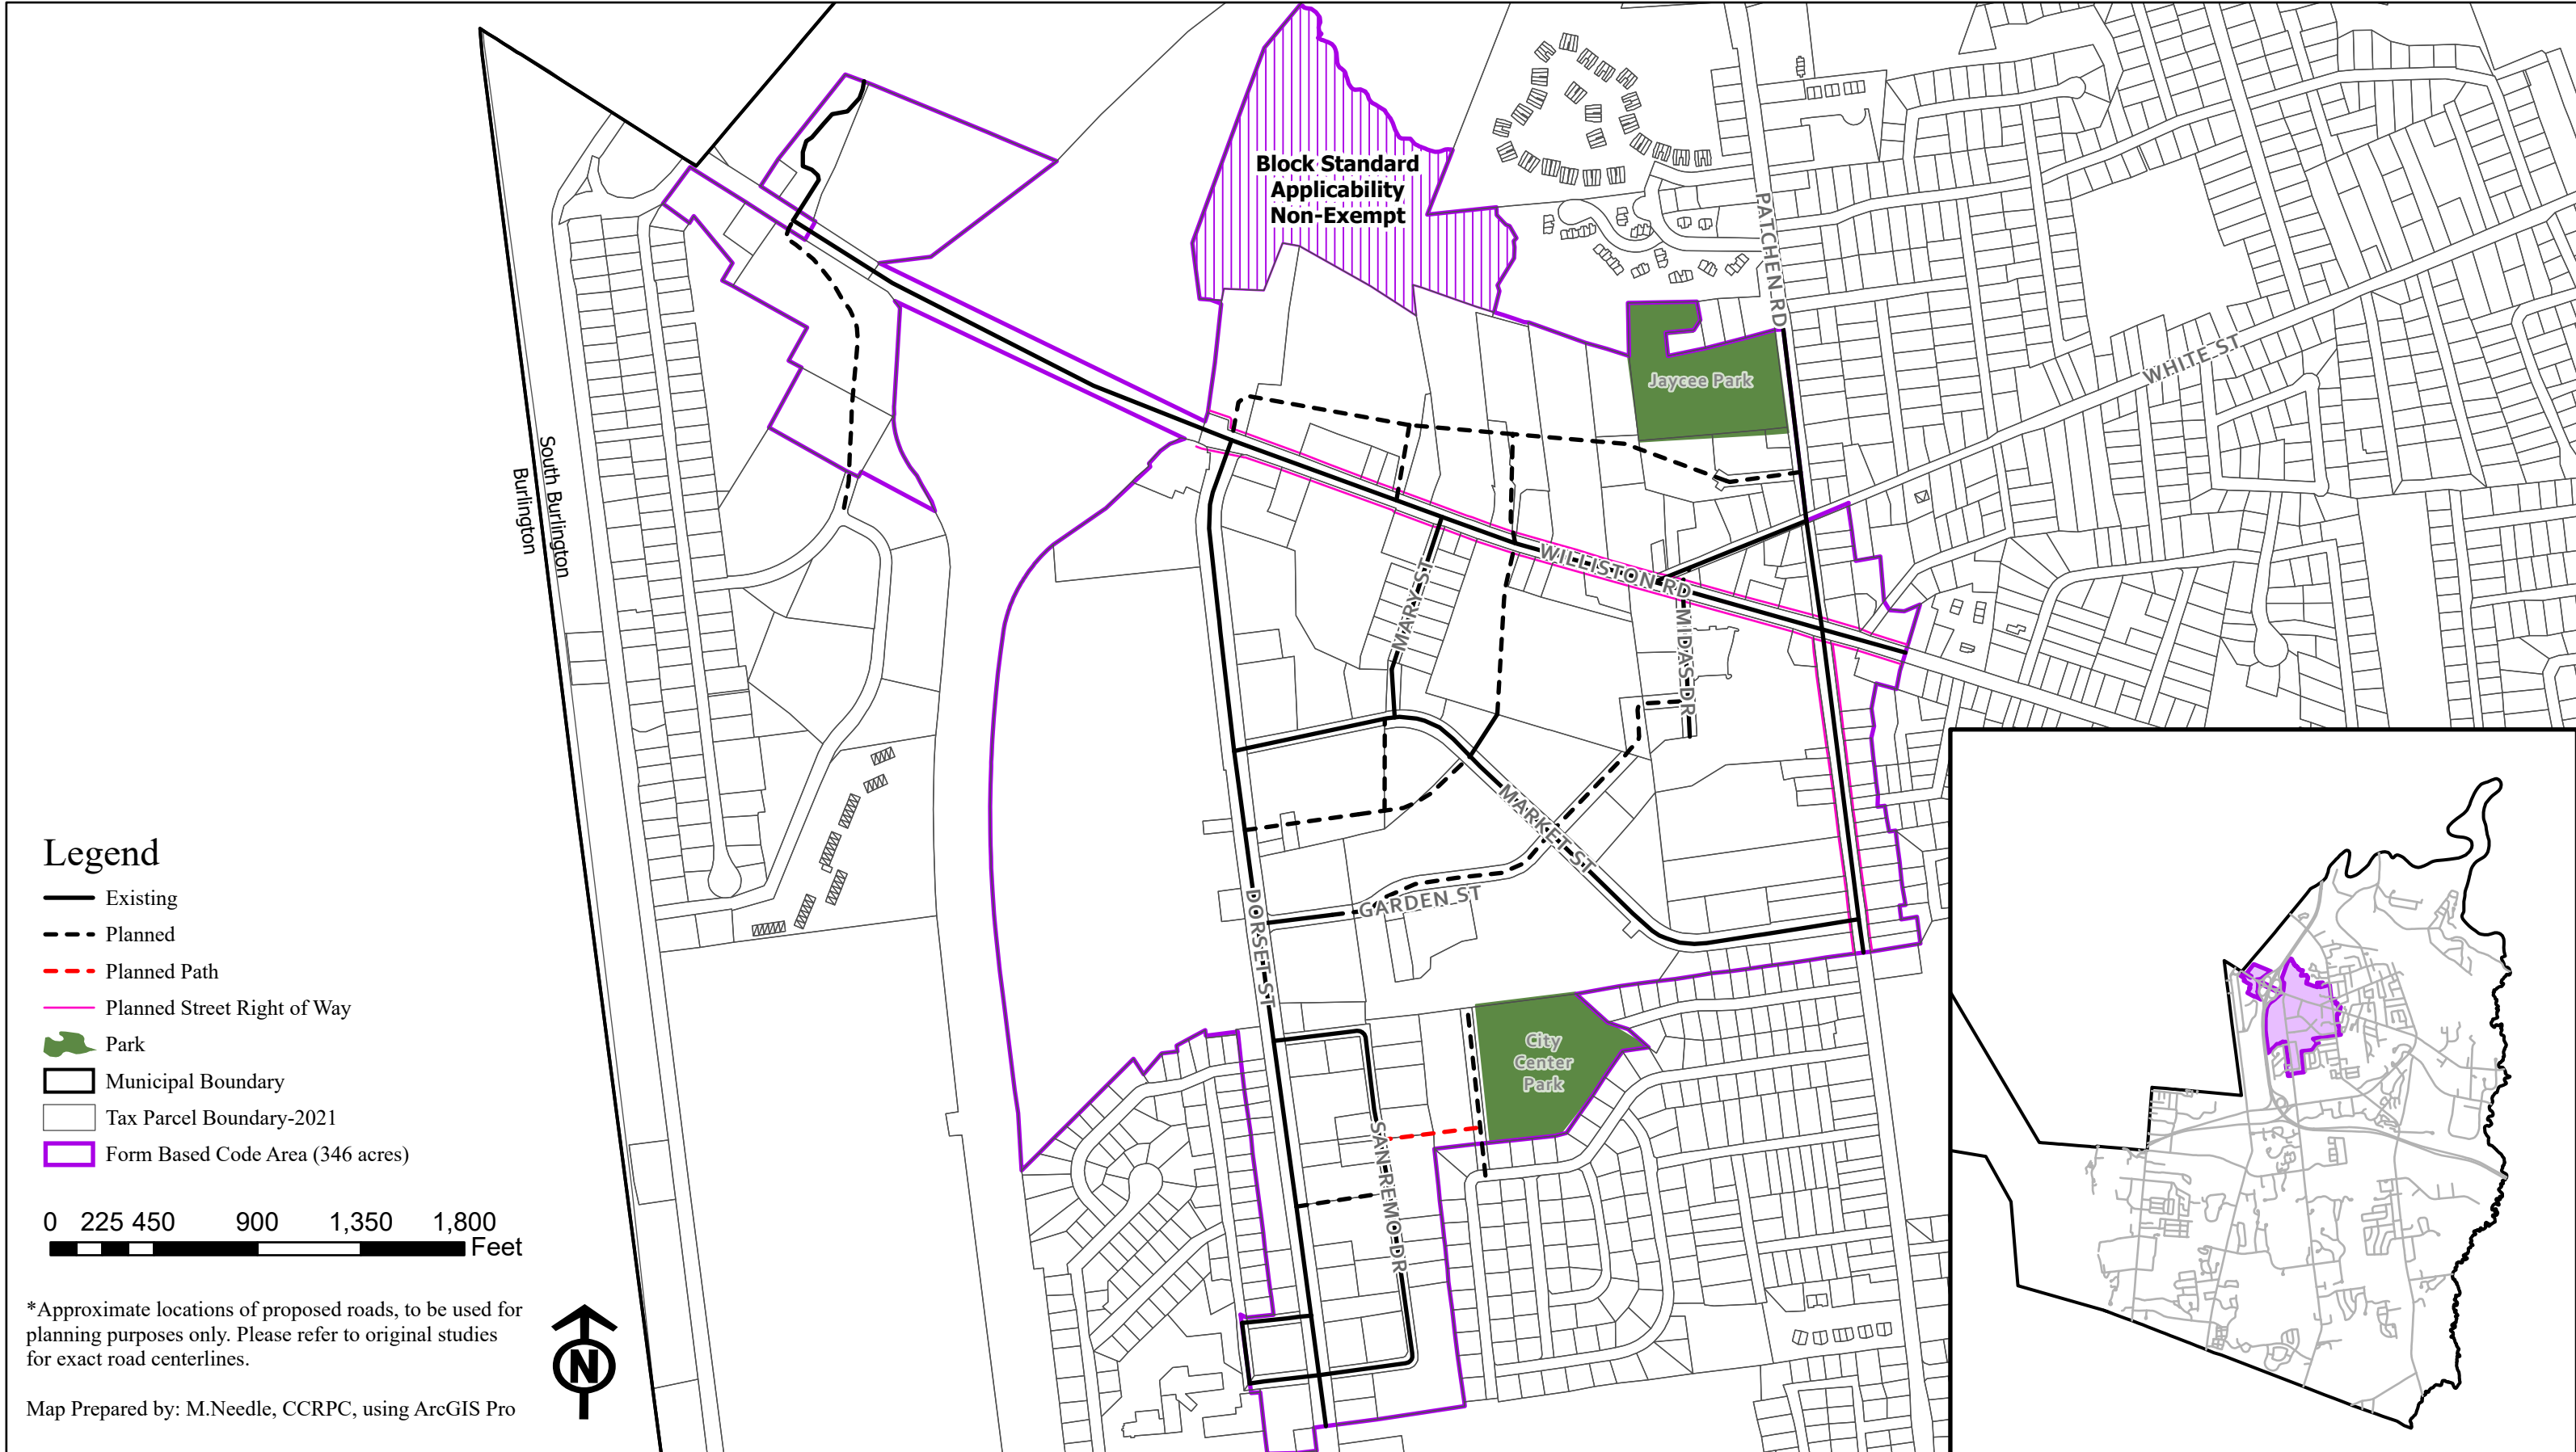 Block Standard
Applicability
Non-Exempt
PATCHEN RD
Jaycee Park
WHITE ST
South Burlington
Burlington
WILLISTON RD
MARY ST
MIDAS DR
MARKET ST
GARDEN ST
DORSET ST
City
Center
Park
SAN REMO DR
Legend
Existing
Planned
Planned Path
Planned Street Right of Way
Park
Municipal Boundary
Tax Parcel Boundary-2021
Form Based Code Area (346 acres)
0 225 450 900 1,350 1,800
Feet
*Approximate locations of proposed roads, to be used for
planning purposes only. Please refer to original studies
for exact road centerlines.
N
Map Prepared by: M.Needle, CCRPC, using ArcGIS Pro